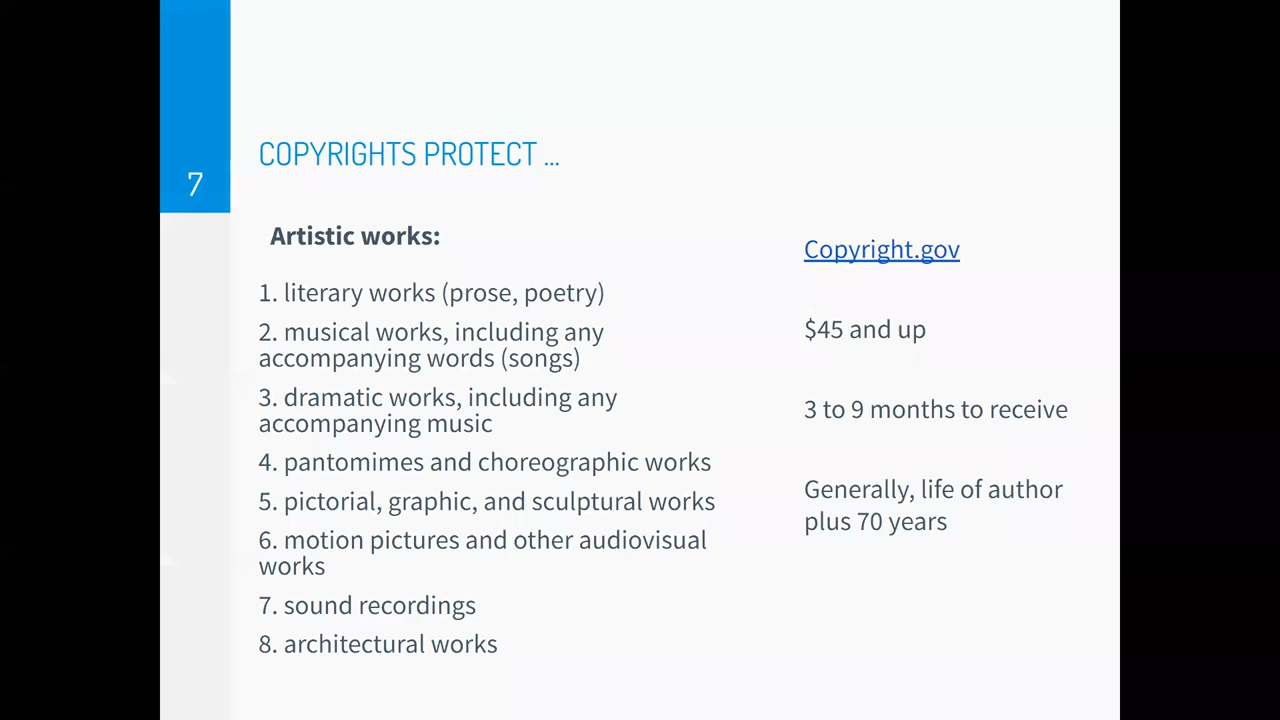 COPYRIGHTS PROTECT ...
7
Artistic works:
1. literary works (prose, poetry)
2. musical works, including any
accompanying words (songs)
3. dramatic works, including any
accompanying music
4. pantomimes and choreographic works
5. pictorial, graphic, and sculptural works
6. motion pictures and other audiovisual
works
7. sound recordings
8. architectural works
Copyright.gov
$45 and up
3 to 9 months to receive
Generally, life of author
plus 70 years